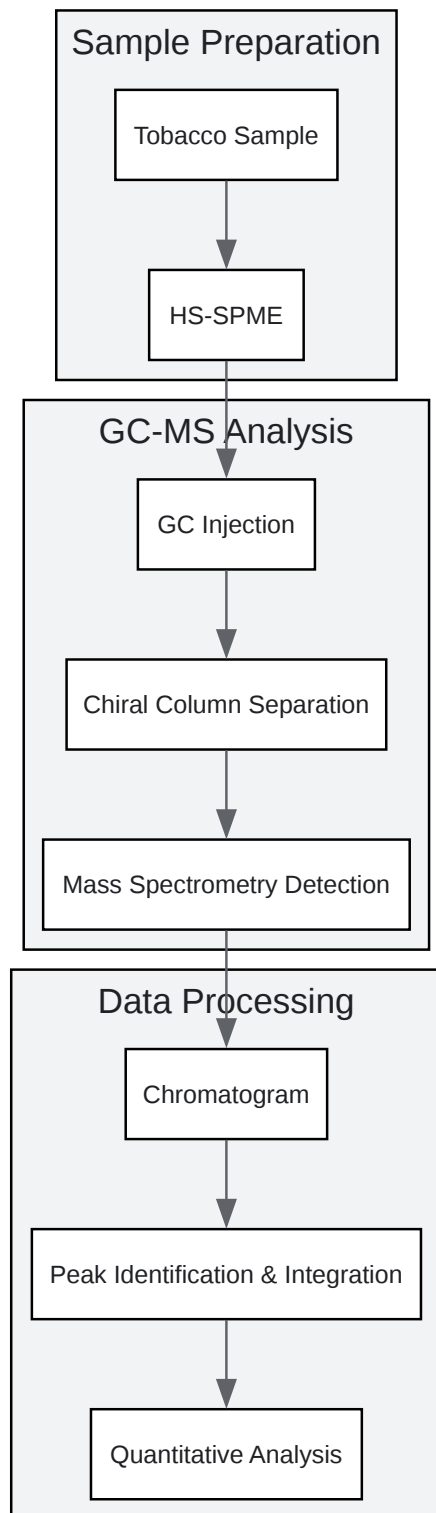 Sample Preparation
Tobacco Sample
HS-SPME
GC-MS Analysis
GC Injection
Chiral Column Separation
Mass Spectrometry Detection
Data Processing
Chromatogram
Peak Identification & Integration
Quantitative Analysis